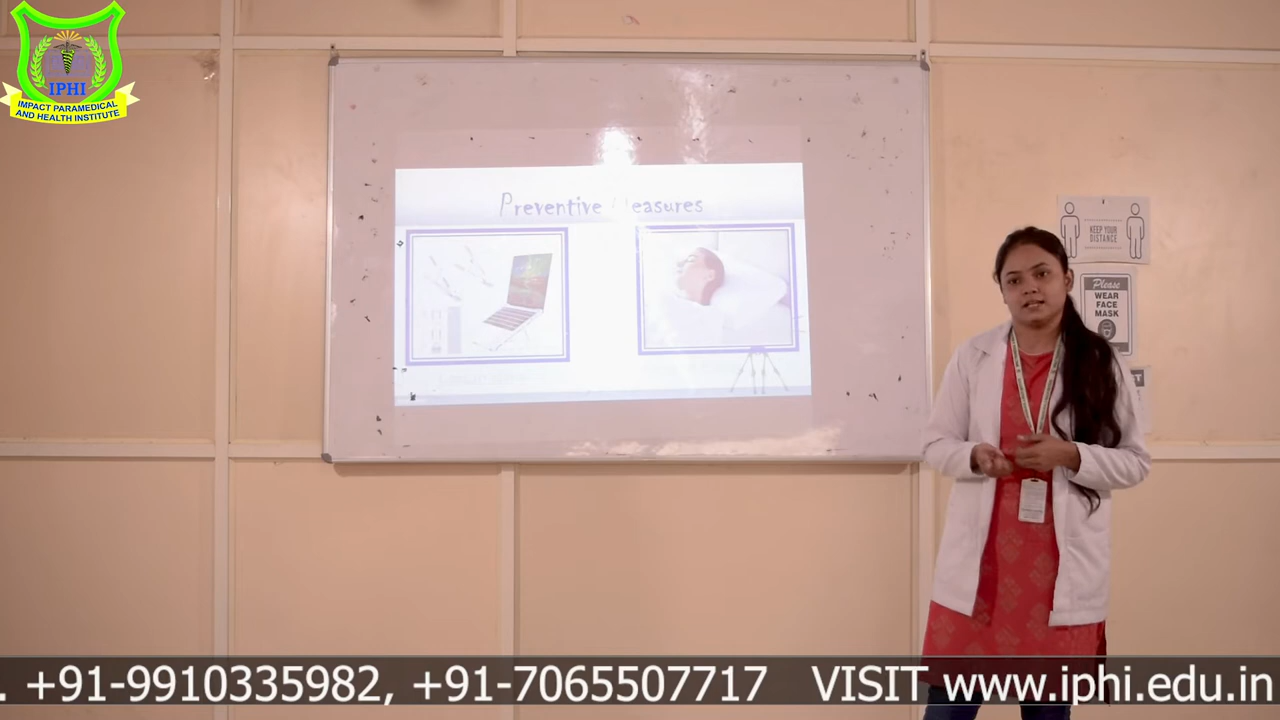 IPHI
IMPACT PARAMEDICAL
AND HEALTH INSTITUTE
Preventive Measures
KEEP YOUR
DISTANCE
Please
WEAR
FACE
MASK
. +91-9910335982, +91-7065507717 VISIT www.iphi.edu.in